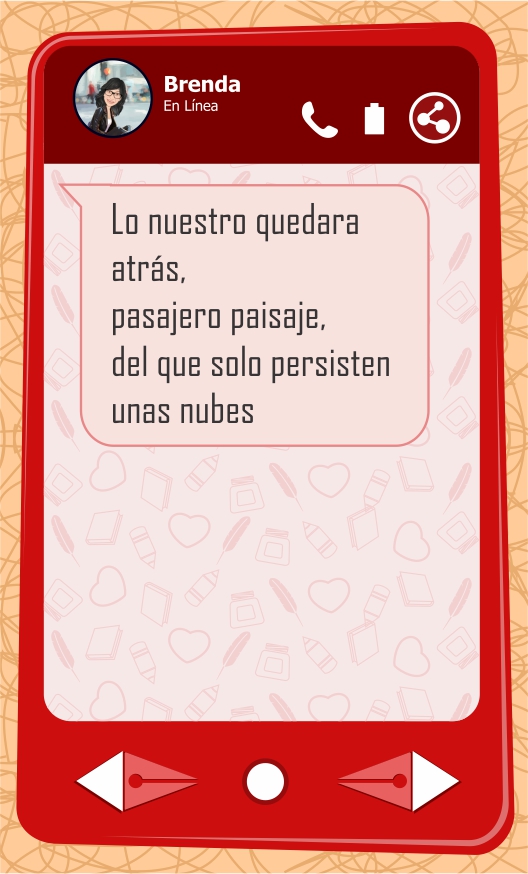 Brenda
En Línea
Lo nuestro quedara
atrás,
pasajero paisaje,
del que solo persisten
unas nubes